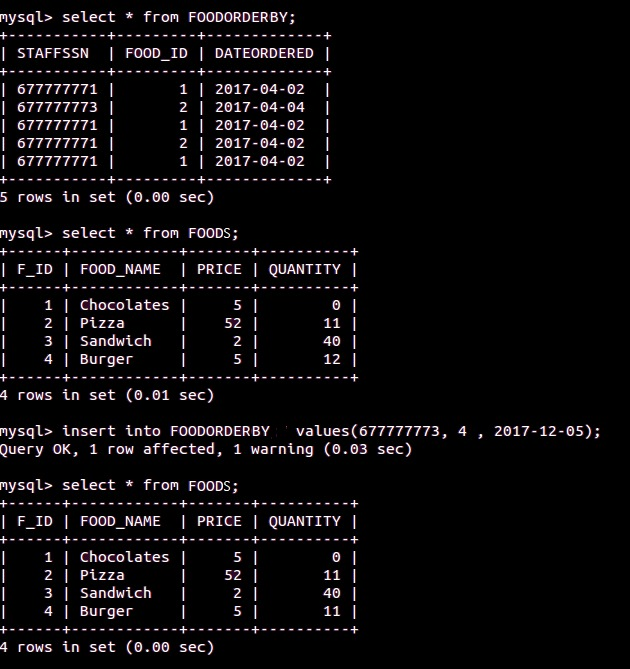 mysql> select * from FOODORDERBY;
+-----------+---------+-------------+
| STAFFSSN  | FOOD_ID | DATEORDERED |
+-----------+---------+-------------+
| 677777771 |       1 | 2017-04-02  |
| 677777773 |       2 | 2017-04-04  |
| 677777771 |       1 | 2017-04-02  |
| 677777771 |       2 | 2017-04-02  |
| 677777771 |       1 | 2017-04-02  |
+-----------+---------+-------------+
5 rows in set (0.00 sec)
mysql> select * from FOODS;
+------+------------+-------+----------+
| F_ID | FOOD_NAME  | PRICE | QUANTITY |
+------+------------+-------+----------+
|    1 | Chocolates |     5 |        0 |
|    2 | Pizza      |    52 |       11 |
|    3 | Sandwich   |     2 |       40 |
|    4 | Burger     |     5 |       12 |
+------+------------+-------+----------+
4 rows in set (0.01 sec)
mysql> insert into FOODORDERBY values(677777773, 4 , 2017-12-05);
Query OK, 1 row affected, 1 warning (0.03 sec)
mysql> select * from FOODS;
+------+------------+-------+----------+
| F_ID | FOOD_NAME  | PRICE | QUANTITY |
+------+------------+-------+----------+
|    1 | Chocolates |     5 |        0 |
|    2 | Pizza      |    52 |       11 |
|    3 | Sandwich   |     2 |       40 |
|    4 | Burger     |     5 |       11 |
+------+------------+-------+----------+
4 rows in set (0.00 sec)